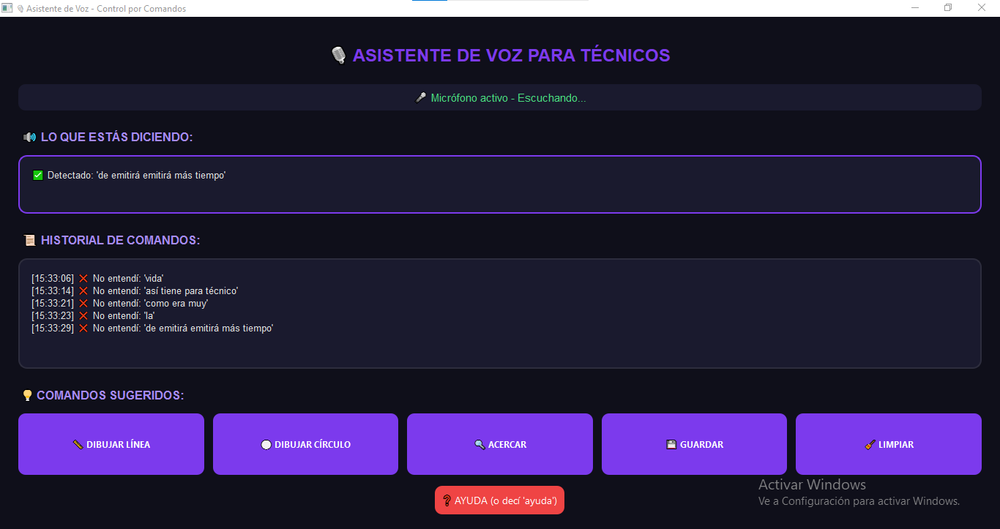 Asistente de Voz - Control por Comandos
ASISTENTE DE VOZ PARA TÉCNICOS
Micrófono activo - Escuchando...
LO QUE ESTÁS DICIENDO:
Detectado: 'de emitirá emitirá más tiempo'
HISTORIAL DE COMANDOS:
[15:33:06] ❌ No entendí: 'vida'
[15:33:14] ❌ No entendí: 'así tiene para técnico'
[15:33:21] ❌ No entendí: 'como era muy'
[15:33:23] ❌ No entendí: 'la'
[15:33:29] ❌ No entendí: 'de emitirá emitirá más tiempo'
COMANDOS SUGERIDOS:
DIBUJAR LÍNEA
DIBUJAR CÍRCULO
ACERCAR
GUARDAR
LIMPIAR
❓ AYUDA (o decí 'ayuda')
Activar Windows
Ve a Configuración para activar Windows.